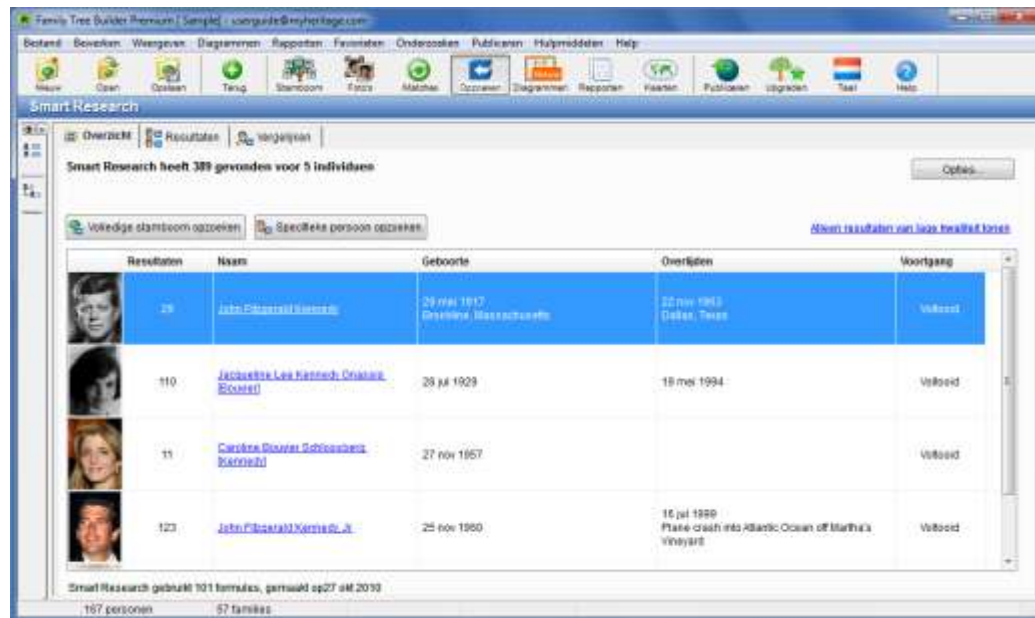 Family Tree Builder Premium [ Sample] - userguide@myheritage.com
Bestand Bewerken Weergeven Diagrammen Rapporten Favorieten Onderzoeken Publiceren Hulpmiddelen Help
Nieuw Open Opslaan Terug Stamboom Foto's Matches Opzoeken Diagrammen Rapporten Kaarten Publiceren Upgraden Taal Help
Smart Research
Overzicht Resultaten Vergelijken
Smart Research heeft 389 gevonden voor 5 individuen
Opties...
Volledige stamboom opzoeken Specifieke persoon opzoeken
Alleen resultaten van lage kwaliteit tonen
Resultaten Naam Geboorte Overlijden Voortgang
29 John Fitzgerald Kennedy 29 mei 1917 22 nov 1963 Voltooid
Brookline, Massachusetts Dallas, Texas
110 Jacqueline Lee Kennedy Onassis 28 jul 1929 19 mei 1994 Voltooid
[Bouvier]
11 Caroline Bouvier Schlossberg 27 nov 1957 Voltooid
[Kennedy]
123 John Fitzgerald Kennedy, Jr. 25 nov 1960 16 jul 1999 Voltooid
Plane crash into Atlantic Ocean off Martha's
Vineyard
Smart Research gebruikt 101 formules, gemaakt op27 okt 2010
167 personen 57 families